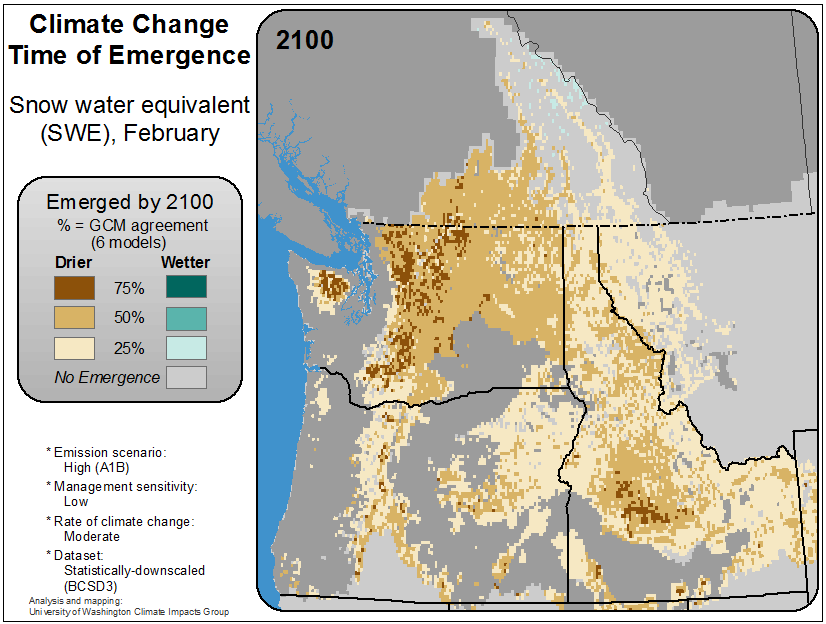 Climate Change
Time of Emergence
Snow water equivalent
(SWE), February
Emerged by 2100
% = GCM agreement
(6 models)
Drier Wetter
75%
50%
25%
No Emergence
* Emission scenario:
High (A1B)
* Management sensitivity:
Low
* Rate of climate change:
Moderate
* Dataset:
Statistically-downscaled
(BCSD3)
Analysis and mapping:
University of Washington Climate Impacts Group
2100